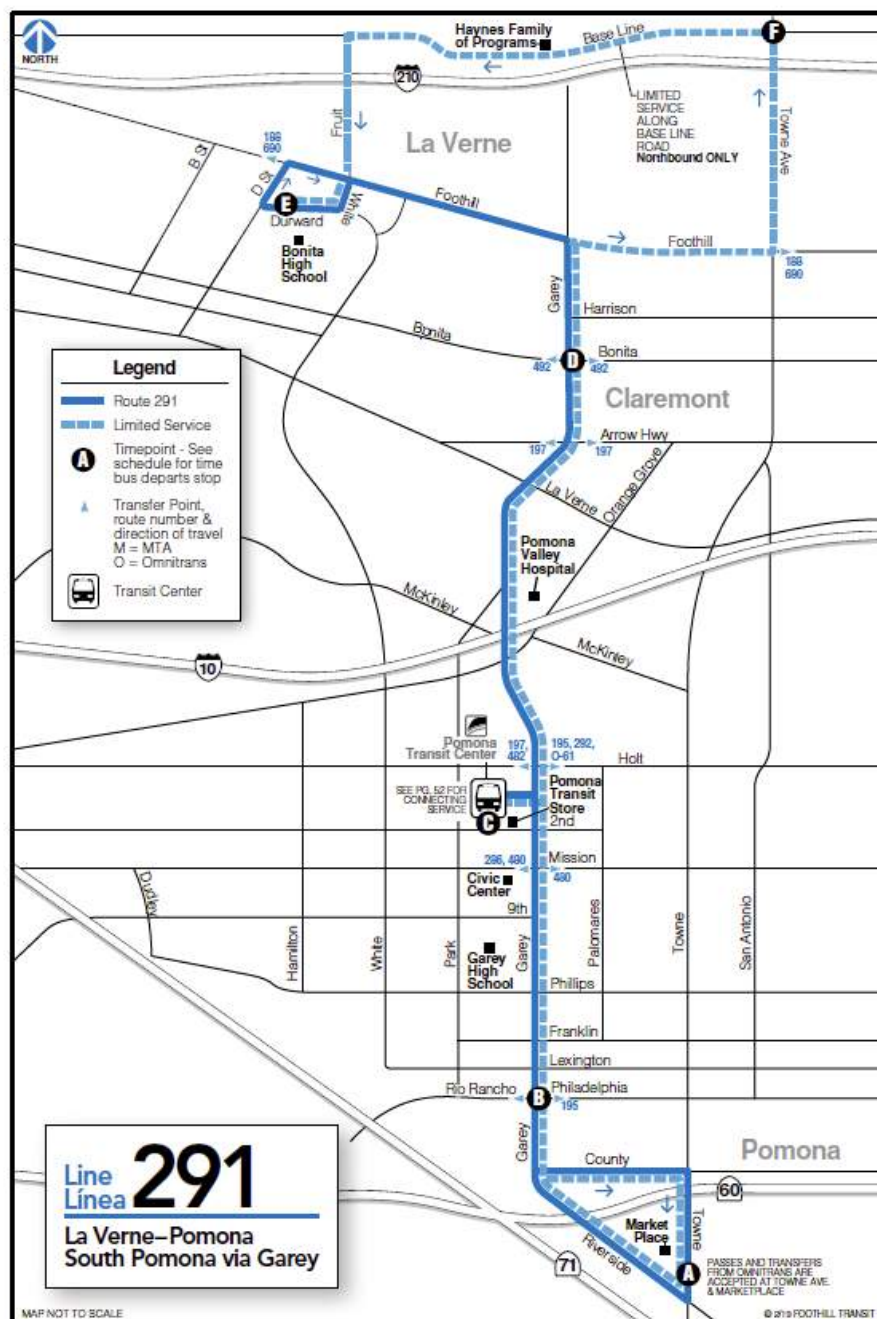 NORTH
Haynes Family
of Programs
Base Line
F
210
LIMITED
SERVICE
ALONG
BASE LINE
ROAD
Northbound ONLY
Fruit
La Verne
Towne Ave
188
690
B St
D St
White
Foothill
E
Durward
Bonita
High
School
Foothill
188
690
Garey
Harrison
Bonita
D
Bonita
492
492
Claremont
Legend
Route 291
Limited Service
A
Timepoint - See
schedule for time
bus departs stop
Transfer Point,
route number &
direction of travel
M = MTA
O = Omnitrans
Transit Center
Arrow Hwy
197
197
La Verne
Orange Grove
Pomona
Valley
Hospital
McKinley
McKinley
10
Pomona
Transit Center
197,
482
195, 292,
O-61
Holt
SEE PG. 52 FOR
CONNECTING
SERVICE
Pomona
Transit
Store
C
2nd
286, 480
Mission
480
Civic
Center
9th
Dudley
Hamilton
White
Park
Garey
Palomares
Towne
San Antonio
Garey
High
School
Phillips
Franklin
Lexington
Rio Rancho
B
Philadelphia
195
Garey
County
Pomona
60
Line
Línea
291
La Verne–Pomona
South Pomona via Garey
Market
Place
Riverside
Towne
71
A
PASSES AND TRANSFERS
FROM OMNITRANS ARE
ACCEPTED AT TOWNE AVE.
& MARKETPLACE
MAP NOT TO SCALE
FOOTHILL TRANSIT